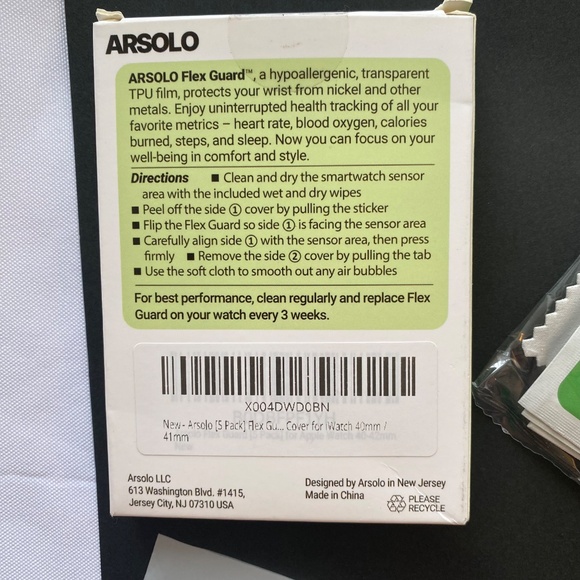 ARSOLO
ARSOLO Flex Guard™, a hypoallergenic, transparent
TPU film, protects your wrist from nickel and other
metals. Enjoy uninterrupted health tracking of all your
favorite metrics – heart rate, blood oxygen, calories
burned, steps, and sleep. Now you can focus on your
well-being in comfort and style.
Directions ■ Clean and dry the smartwatch sensor
area with the included wet and dry wipes
■ Peel off the side ① cover by pulling the sticker
■ Flip the Flex Guard so side ① is facing the sensor area
■ Carefully align side ① with the sensor area, then press
firmly ■ Remove the side ② cover by pulling the tab
■ Use the soft cloth to smooth out any air bubbles
For best performance, clean regularly and replace Flex
Guard on your watch every 3 weeks.
X004DWD0BN
New - Arsolo [5 Pack] Flex Gu... Cover for iWatch 40mm /
41mm
Arsolo LLC
613 Washington Blvd. #1415,
Jersey City, NJ 07310 USA
Designed by Arsolo in New Jersey
Made in China
PLEASE
RECYCLE